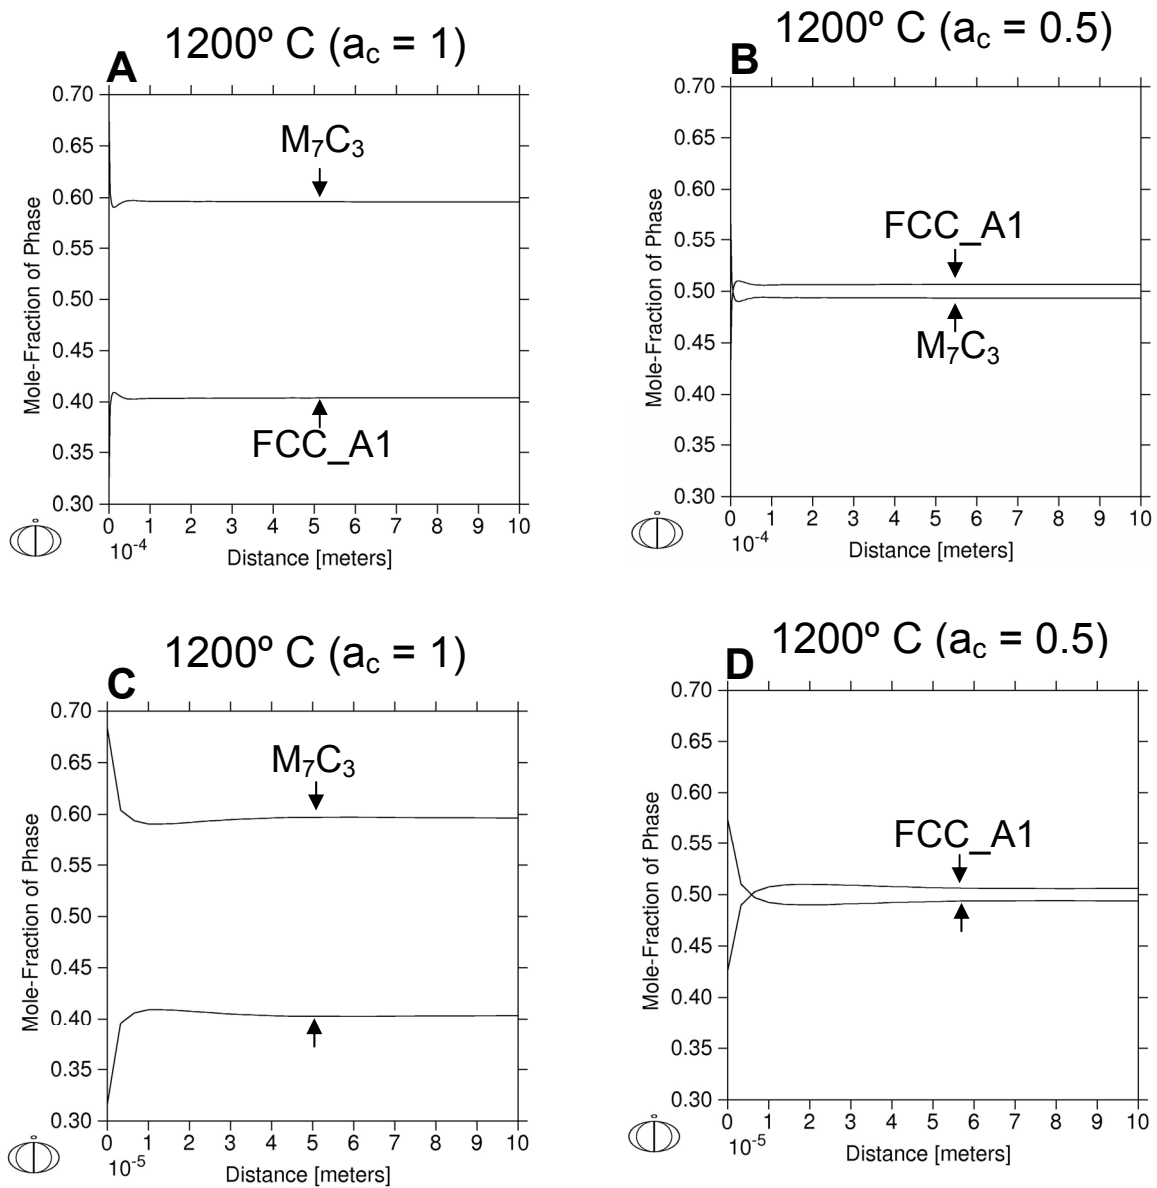 A
1200º C (ac = 1)
0.70
0.65
0.60
0.55
0.50
0.45
0.40
0.35
0.30
Mole-Fraction of Phase
M7C3
FCC_A1
0 1 2 3 4 5 6 7 8 9 10
10-4
Distance [meters]
B
1200º C (ac = 0.5)
0.70
0.65
0.60
0.55
0.50
0.45
0.40
0.35
0.30
Mole-Fraction of Phase
FCC_A1
M7C3
0 1 2 3 4 5 6 7 8 9 10
10-4
Distance [meters]
C
1200º C (ac = 1)
0.70
0.65
0.60
0.55
0.50
0.45
0.40
0.35
0.30
Mole-Fraction of Phase
M7C3
0 1 2 3 4 5 6 7 8 9 10
10-5
Distance [meters]
D
1200º C (ac = 0.5)
0.70
0.65
0.60
0.55
0.50
0.45
0.40
0.35
0.30
Mole-Fraction of Phase
FCC_A1
0 1 2 3 4 5 6 7 8 9 10
10-5
Distance [meters]